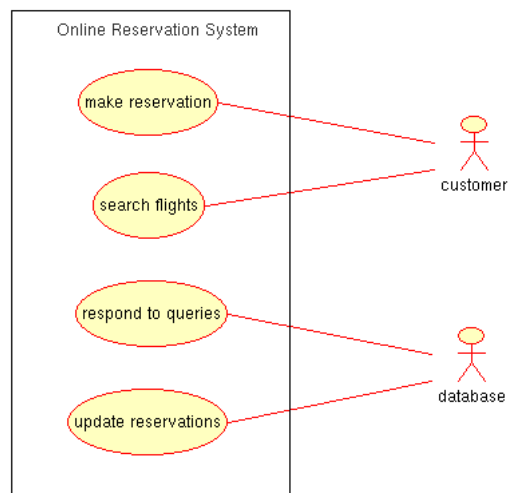 Online Reservation System
make reservation
search flights
customer
respond to queries
update reservations
database